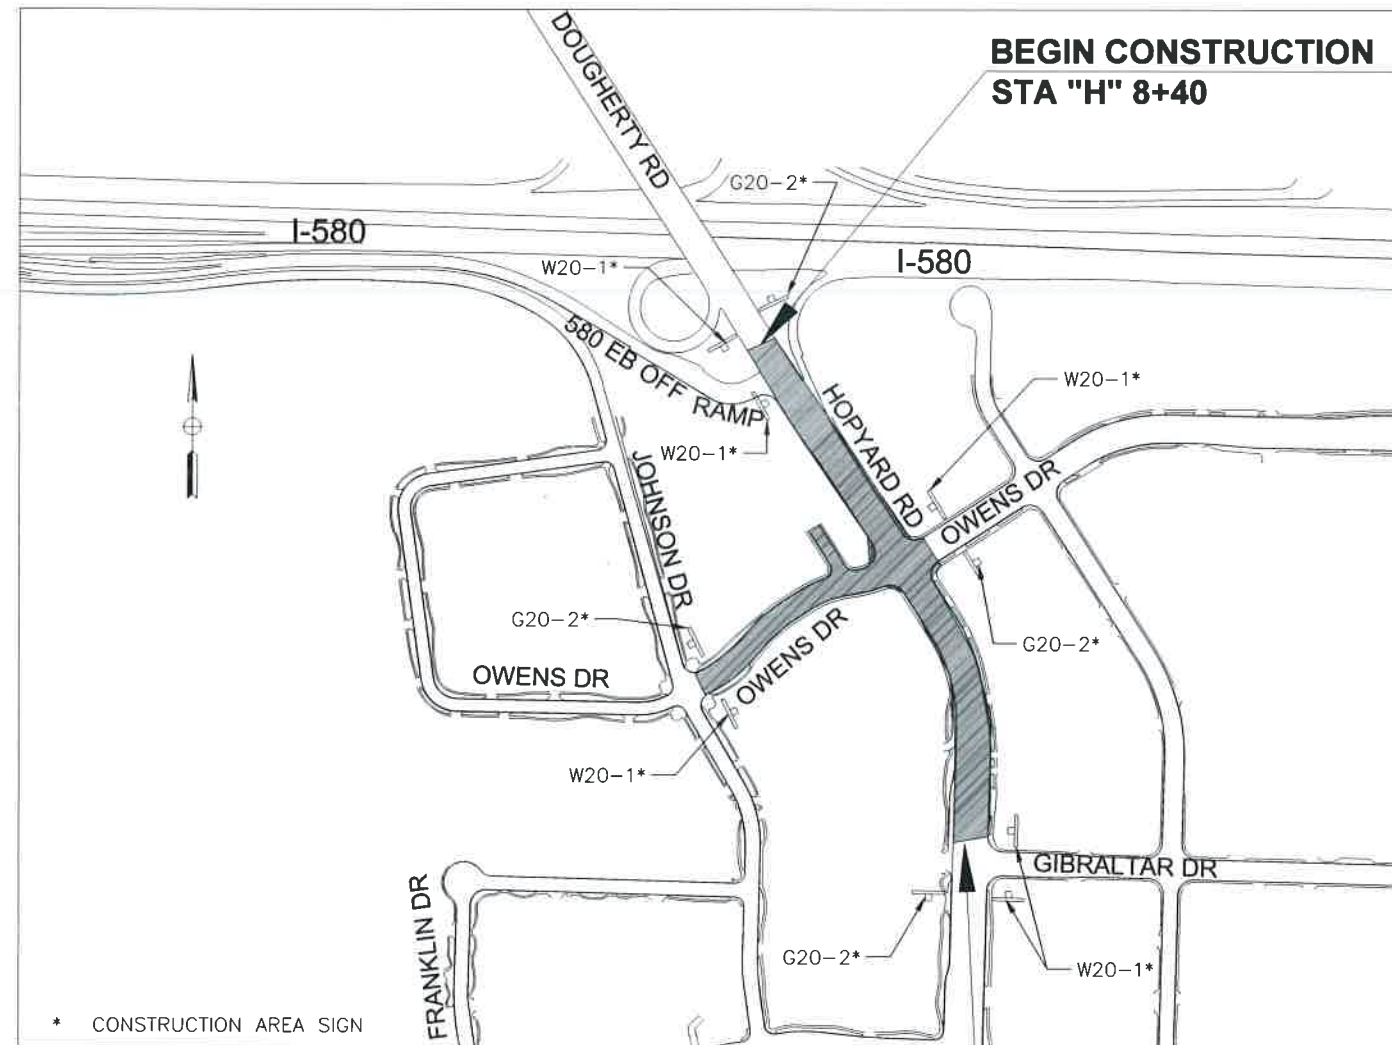 BEGIN CONSTRUCTION
STA "H" 8+40
DOUGHERTY RD
G20-2*
I-580
W20-1*
I-580
580 EB OFF RAMP
W20-1*
HOPYARD RD
W20-1*
OWENS DR
JOHNSON DR
G20-2*
G20-2*
OWENS DR
OWENS DR
W20-1*
GIBRALTAR DR
FRANKLIN DR
G20-2*
W20-1*
* CONSTRUCTION AREA SIGN